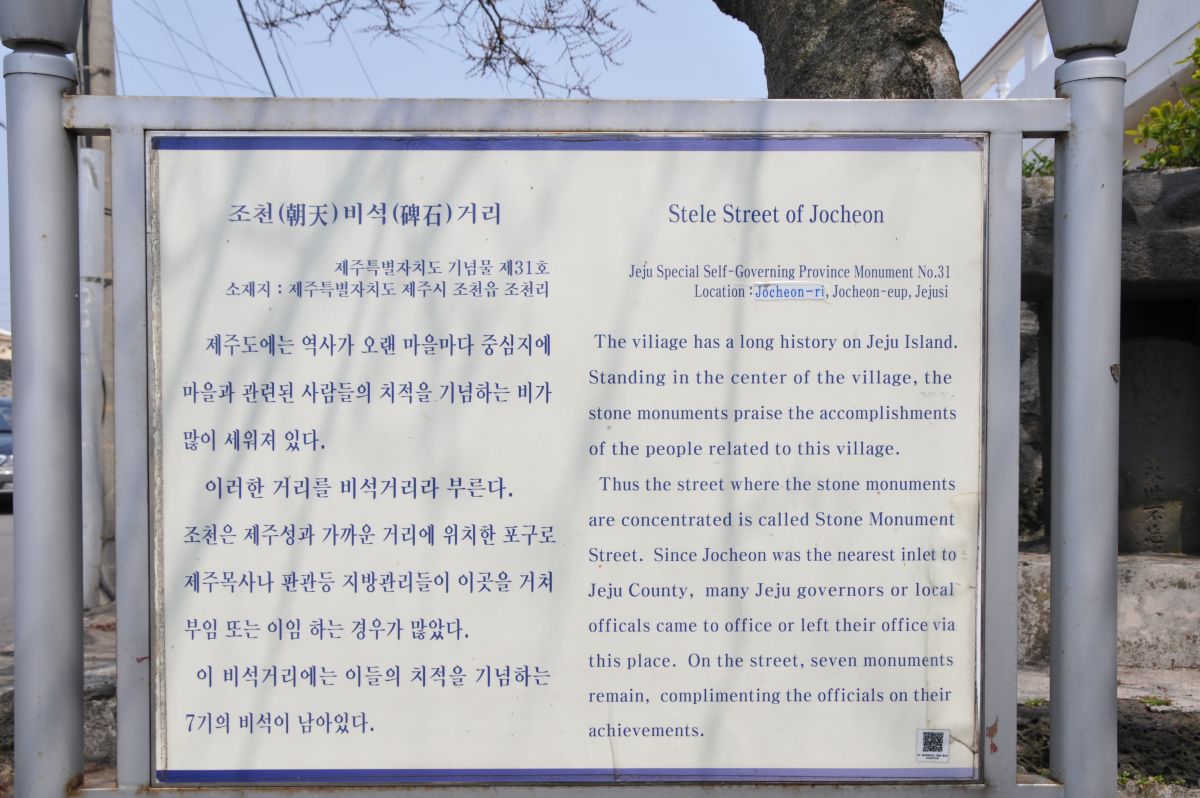 조천(朝天)비석(碑石)거리
제주특별자치도 기념물 제31호
소재지 : 제주특별자치도 제주시 조천읍 조천리
제주도에는 역사가 오랜 마을마다 중심지에
마을과 관련된 사람들의 치적을 기념하는 비가
많이 세워져 있다.
이러한 거리를 비석거리라 부른다.
조천은 제주성과 가까운 거리에 위치한 포구로
제주목사나 판관등 지방관리들이 이곳을 거쳐
부임 또는 이임 하는 경우가 많았다.
이 비석거리에는 이들의 치적을 기념하는
7기의 비석이 남아있다.
Stele Street of Jocheon
Jeju Special Self-Governing Province Monument No.31
Location : Jocheon-ri, Jocheon-eup, Jejusi
The viliage has a long history on Jeju Island.
Standing in the center of the village, the
stone monuments praise the accomplishments
of the people related to this village.
Thus the street where the stone monuments
are concentrated is called Stone Monument
Street. Since Jocheon was the nearest inlet to
Jeju County, many Jeju governors or local
officals came to office or left their office via
this place. On the street, seven monuments
remain, complimenting the officials on their
achievements.
永世不忘